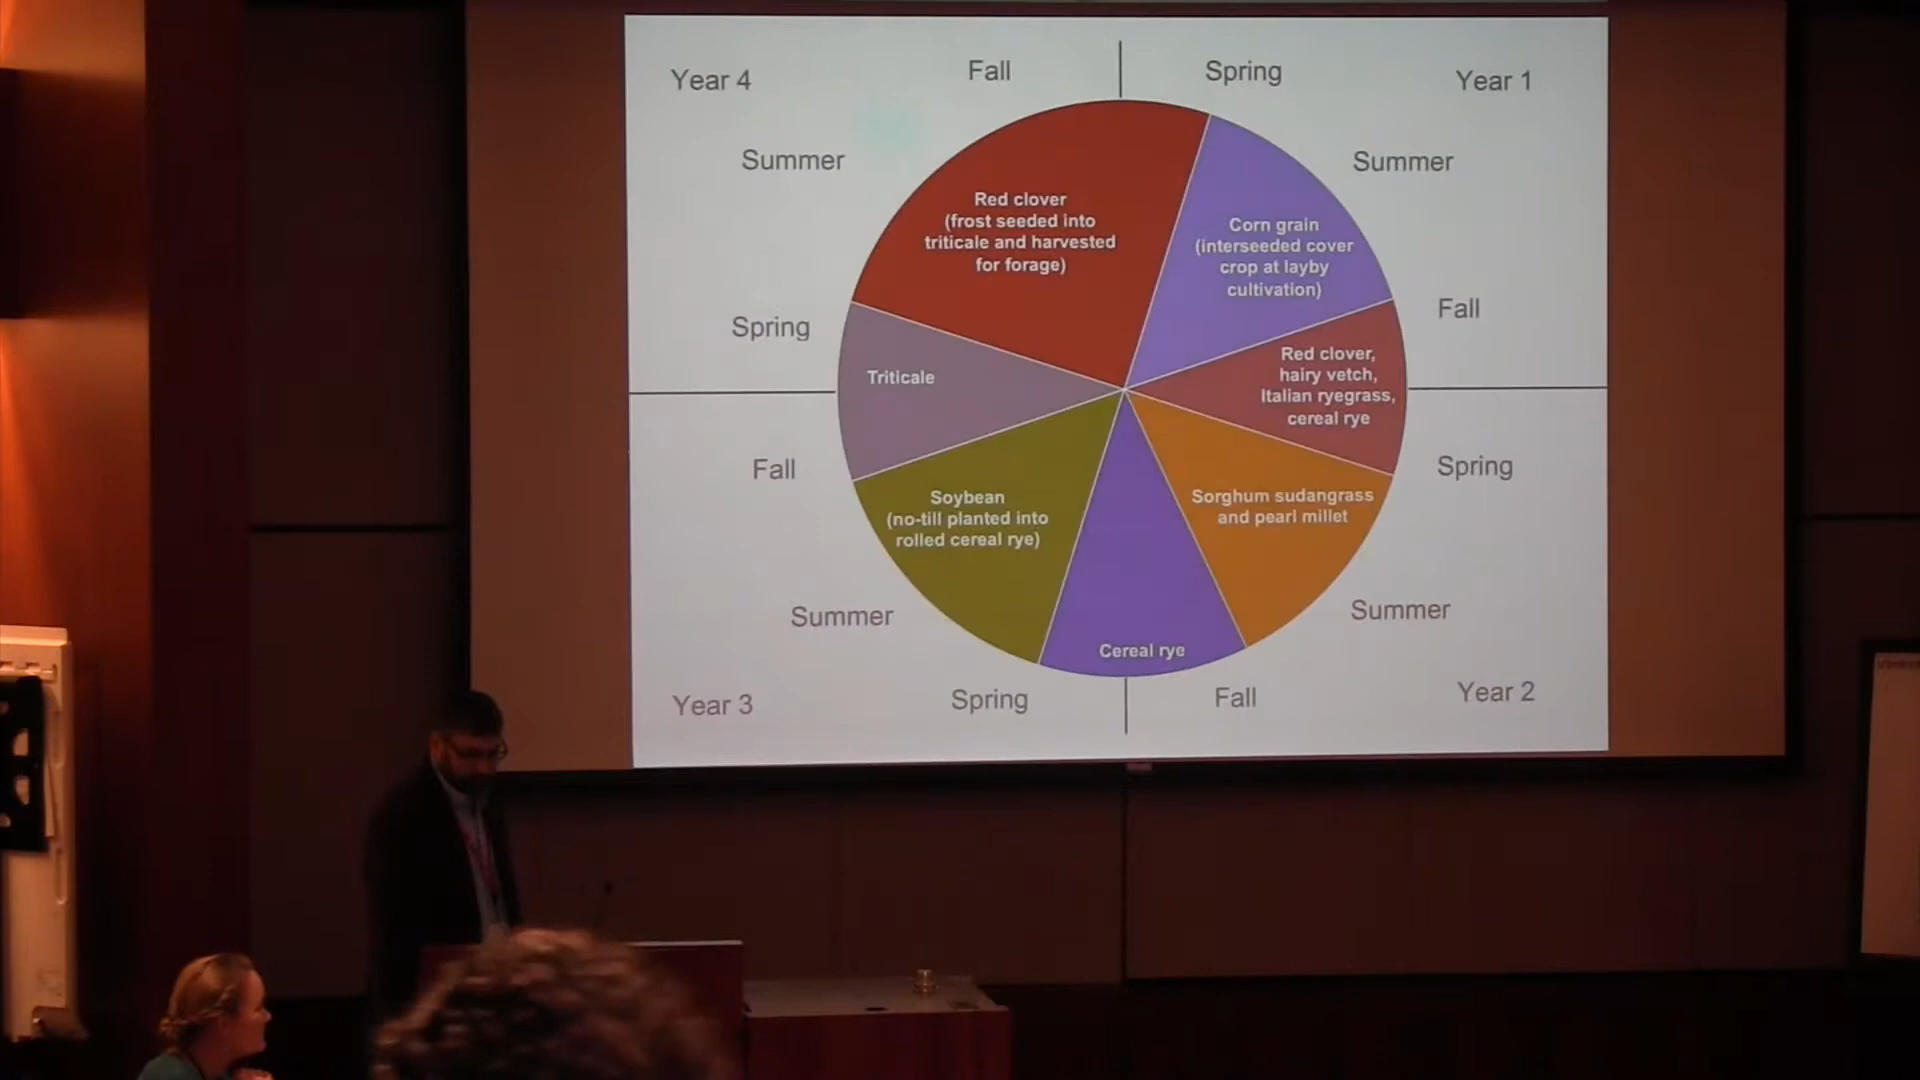 Year 4
Fall
Spring
Year 1
Summer
Summer
Red clover
(frost seeded into
triticale and harvested
for forage)
Corn grain
(interseeded cover
crop at layby
cultivation)
Spring
Fall
Triticale
Red clover,
hairy vetch,
Italian ryegrass,
cereal rye
Fall
Spring
Soybean
(no-till planted into
rolled cereal rye)
Sorghum sudangrass
and pearl millet
Summer
Summer
Cereal rye
Year 3
Spring
Fall
Year 2